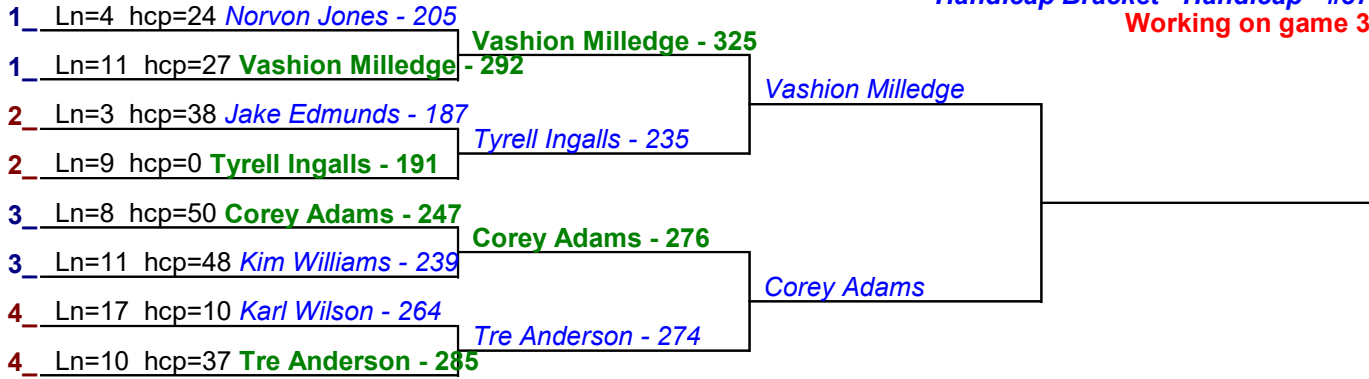 Handicap Bracket
Working on game 3
1_ Ln=4 hcp=24 Norvon Jones - 205
Vashion Milledge - 325
1_ Ln=11 hcp=27 Vashion Milledge - 292
Vashion Milledge
2_ Ln=3 hcp=38 Jake Edmunds - 187
Tyrell Ingalls - 235
2_ Ln=9 hcp=0 Tyrell Ingalls - 191
3_ Ln=8 hcp=50 Corey Adams - 247
Corey Adams - 276
3_ Ln=11 hcp=48 Kim Williams - 239
Corey Adams
4_ Ln=17 hcp=10 Karl Wilson - 264
Tre Anderson - 274
4_ Ln=10 hcp=37 Tre Anderson - 285